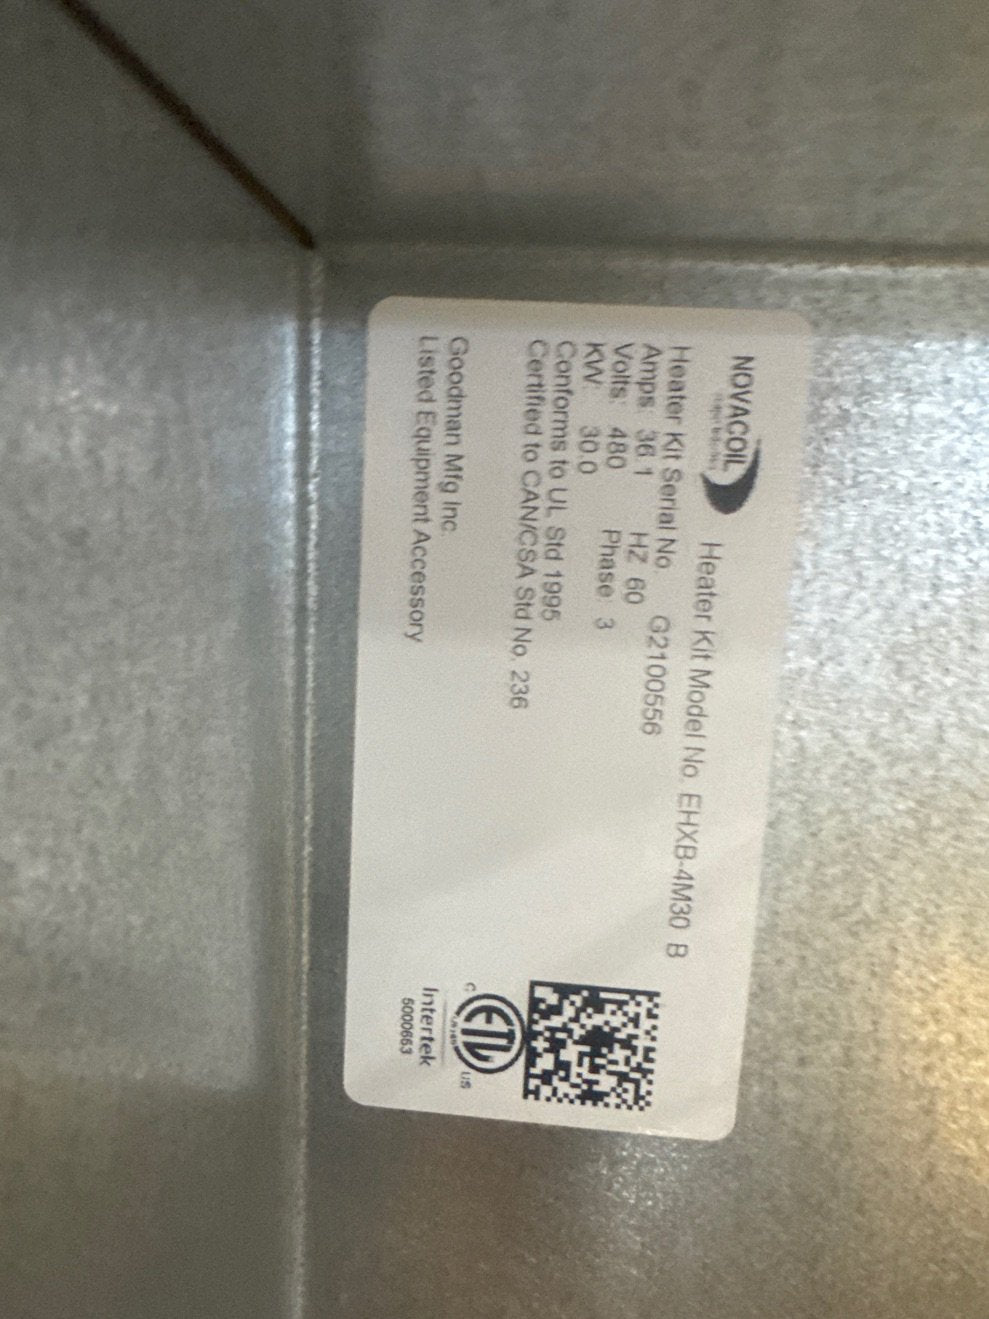 NOVACOIL
Heater Kit Model No. EHXB-4M30 B
Heater Kit Serial No. G2100556
Amps: 36.1 HZ 60
Volts: 480 Phase: 3
KW: 30.0
Conforms to UL Std 1995
Certified to CAN/CSA Std No. 236
Goodman Mfg Inc.
Listed Equipment Accessory
C ETL US
Intertek
5000663